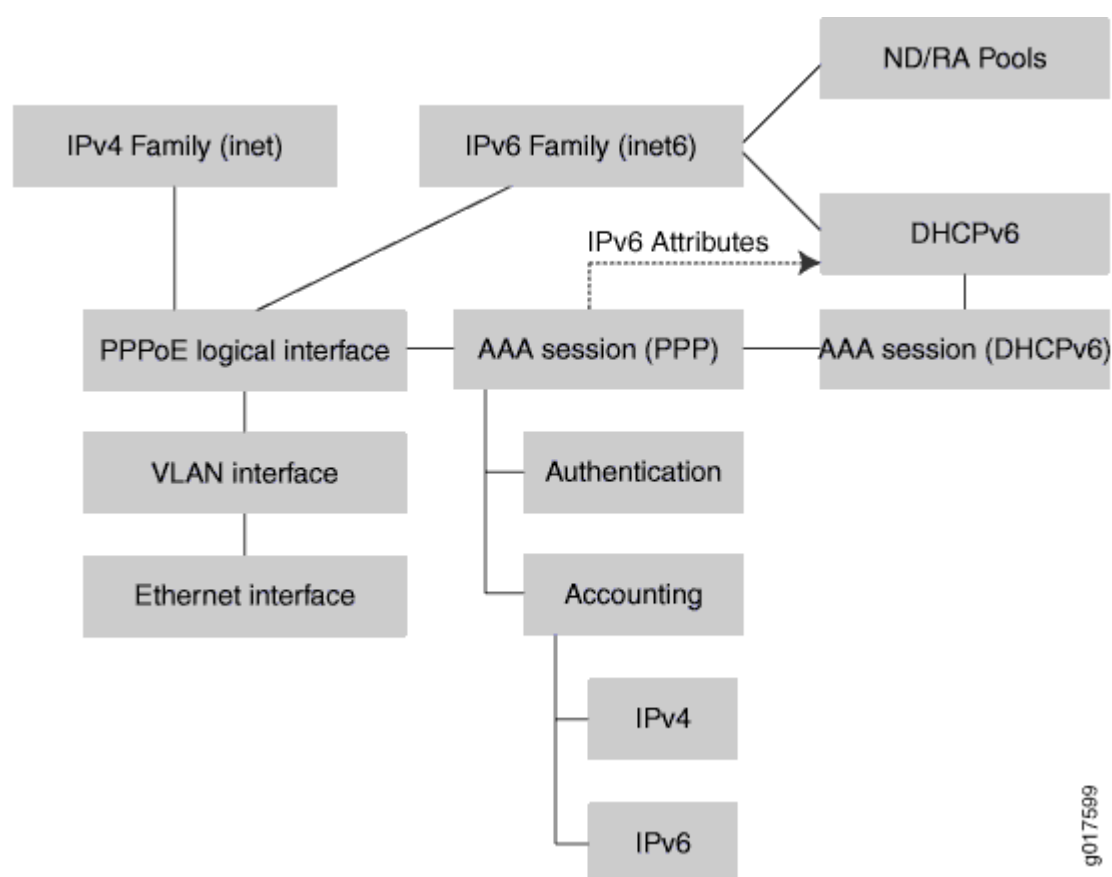 ND/RA Pools
IPv4 Family (inet)
IPv6 Family (inet6)
DHCPv6
IPv6 Attributes
PPPoE logical interface
AAA session (PPP)
AAA session (DHCPv6)
VLAN interface
Authentication
Ethernet interface
Accounting
IPv4
IPv6
g017599